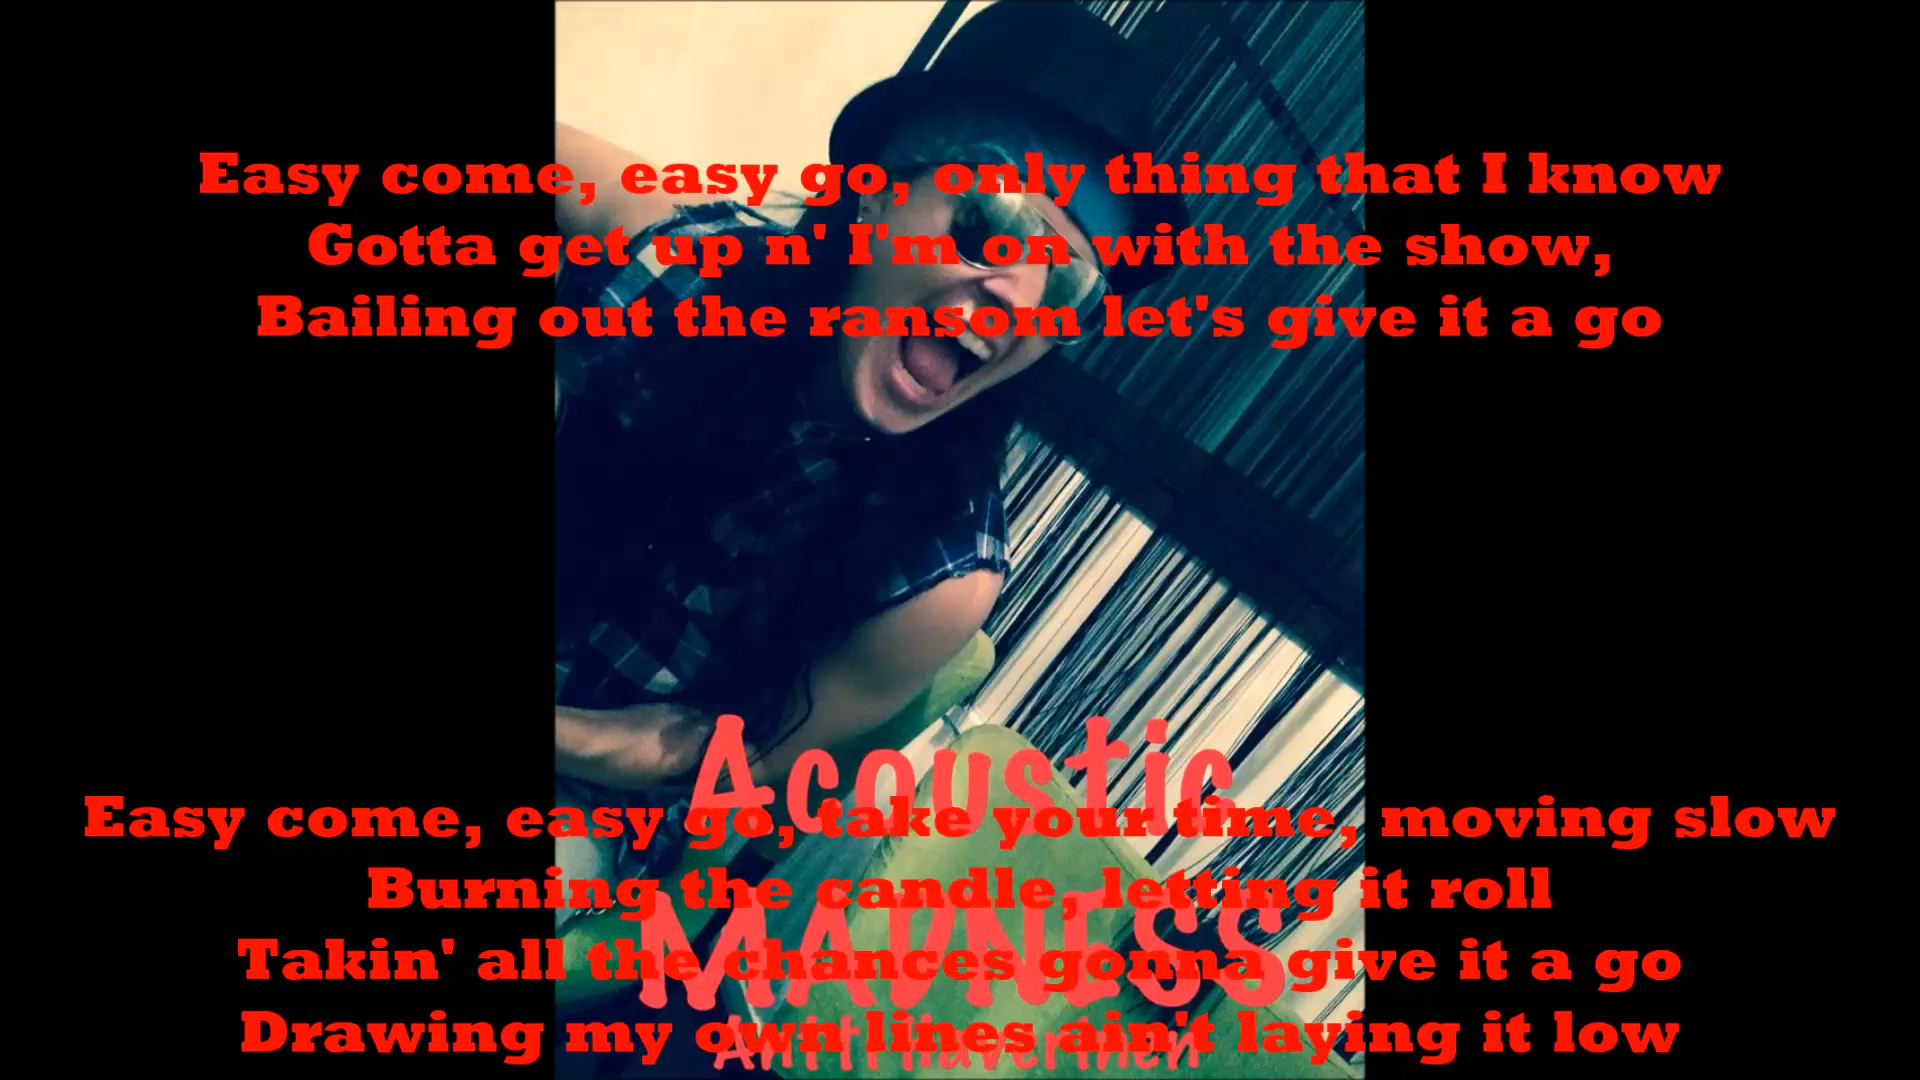 Easy come, easy go, only thing that I know
Gotta get up n' I'm on with the show,
Bailing out the ransom let's give it a go
Acoustic
Easy come, easy go, take your time, moving slow
Burning the candle, letting it roll
MADNESS
Takin' all the chances gonna give it a go
Drawing my own lines ain't laying it low